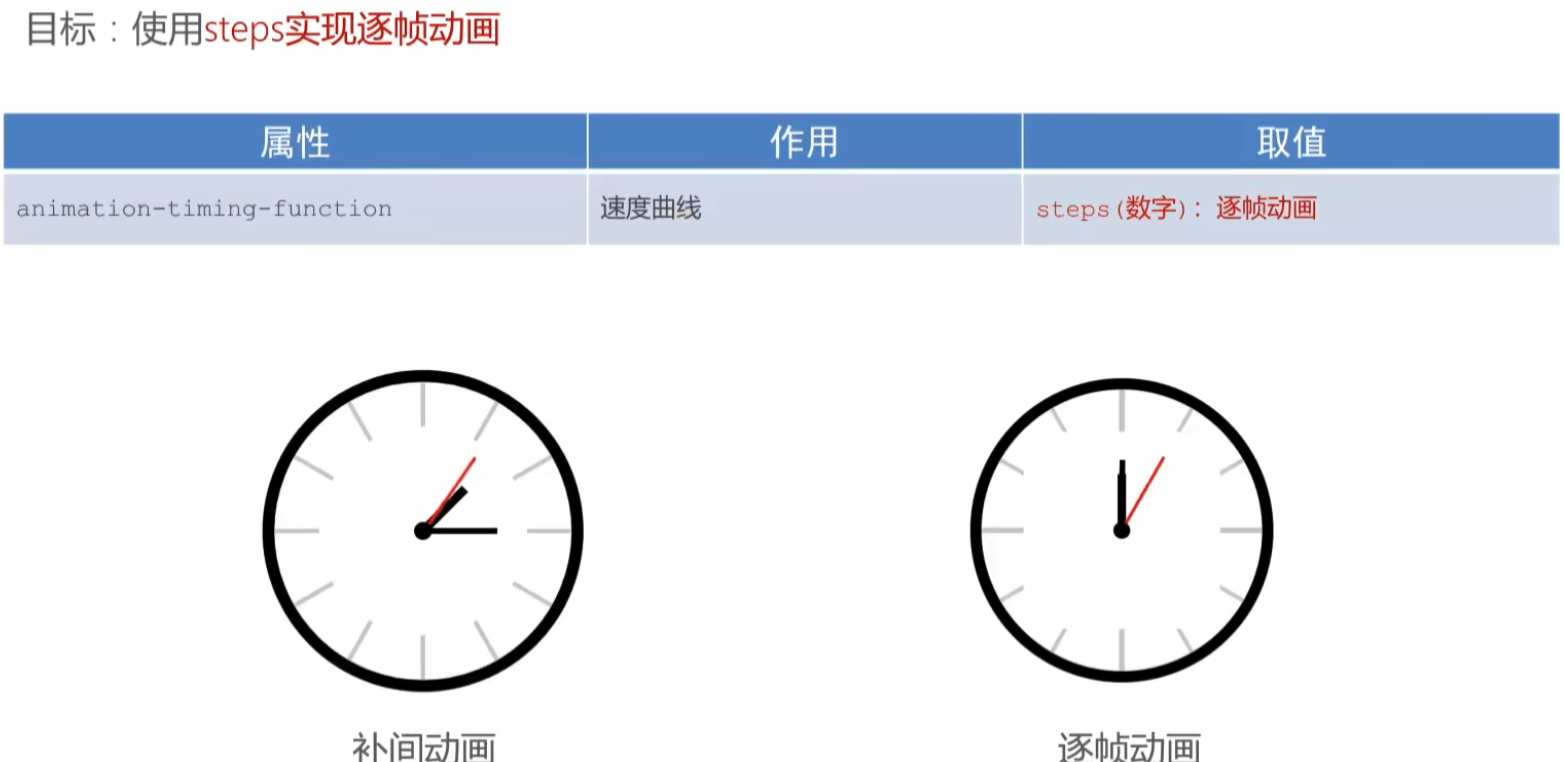 目标：使用steps实现逐帧动画
属性 作用 取值
animation-timing-function 速度曲线 steps(数字)：逐帧动画
补间动画 逐帧动画